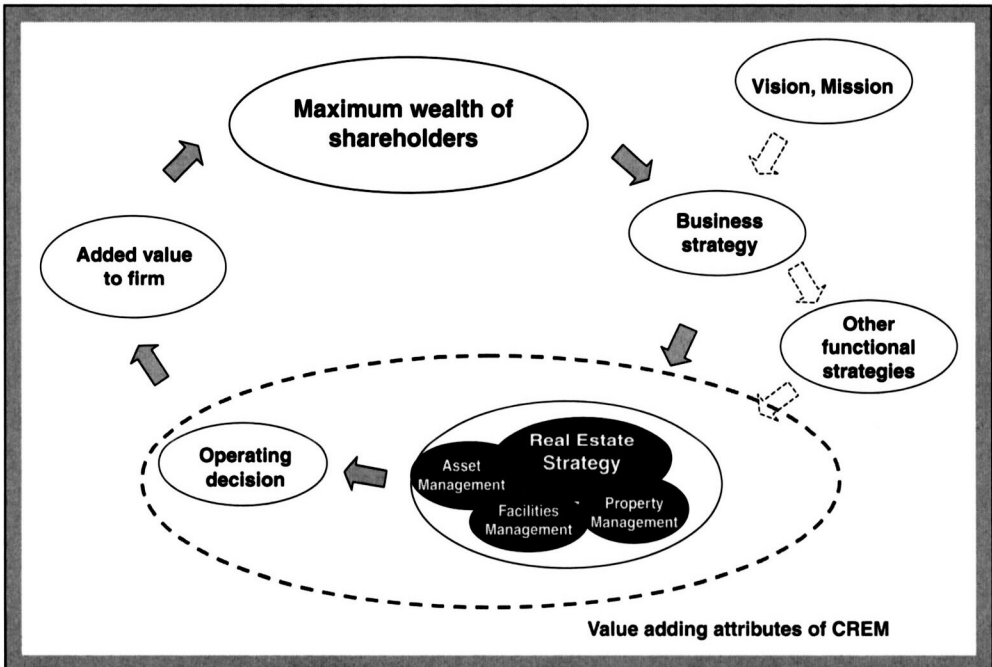 Vision, Mission
Maximum wealth of
shareholders
Business
strategy
Added value
to firm
Other
functional
strategies
Real Estate
Strategy
Asset
Management
Operating
decision
Property
Management
Facilities
Management
Value adding attributes of CREM